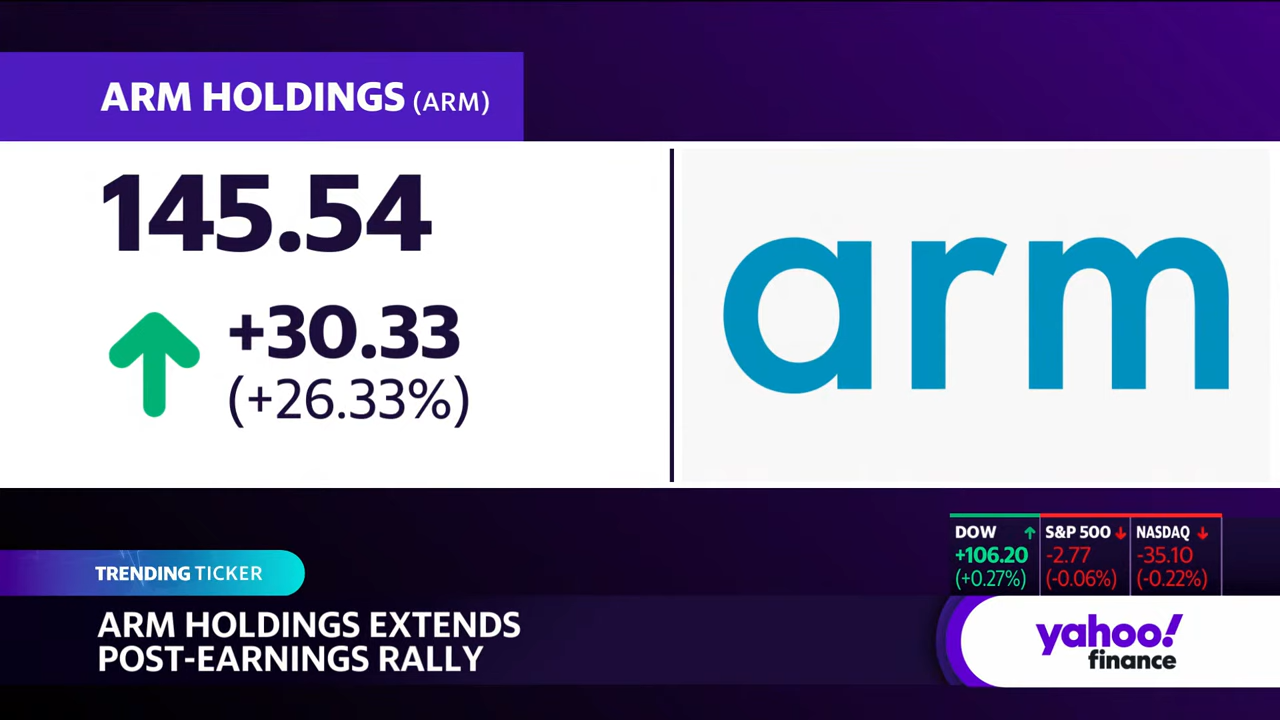 ARM HOLDINGS (ARM)
145.54
+30.33
(+26.33%)
arm
TRENDING TICKER
ARM HOLDINGS EXTENDS
POST-EARNINGS RALLY
DOW
+106.20
(+0.27%)
S&P 500
-2.77
(-0.06%)
NASDAQ
-35.10
(-0.22%)
yahoo!
finance